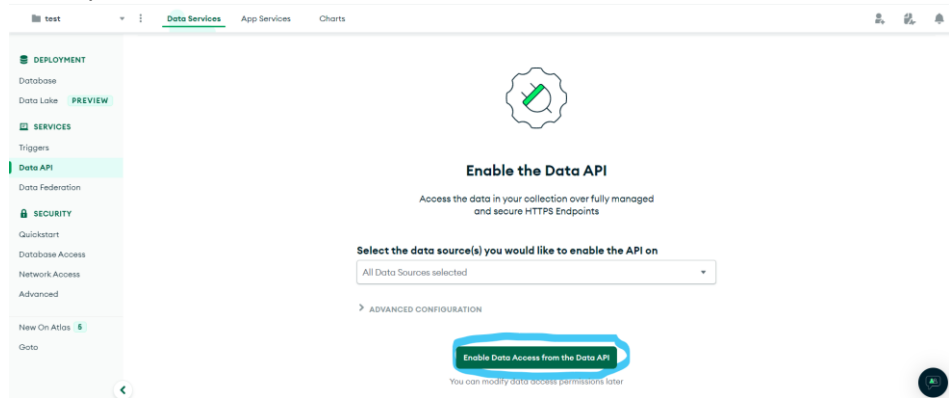 test
Data Services
App Services
Charts
DEPLOYMENT
Database
Data Lake PREVIEW
SERVICES
Triggers
Data API
Data Federation
SECURITY
Quickstart
Database Access
Network Access
Advanced
New On Atlas 5
Goto
Enable the Data API
Access the data in your collection over fully managed
and secure HTTPS Endpoints
Select the data source(s) you would like to enable the API on
All Data Sources selected
ADVANCED CONFIGURATION
Enable Data Access from the Data API
You can modify data access permissions later